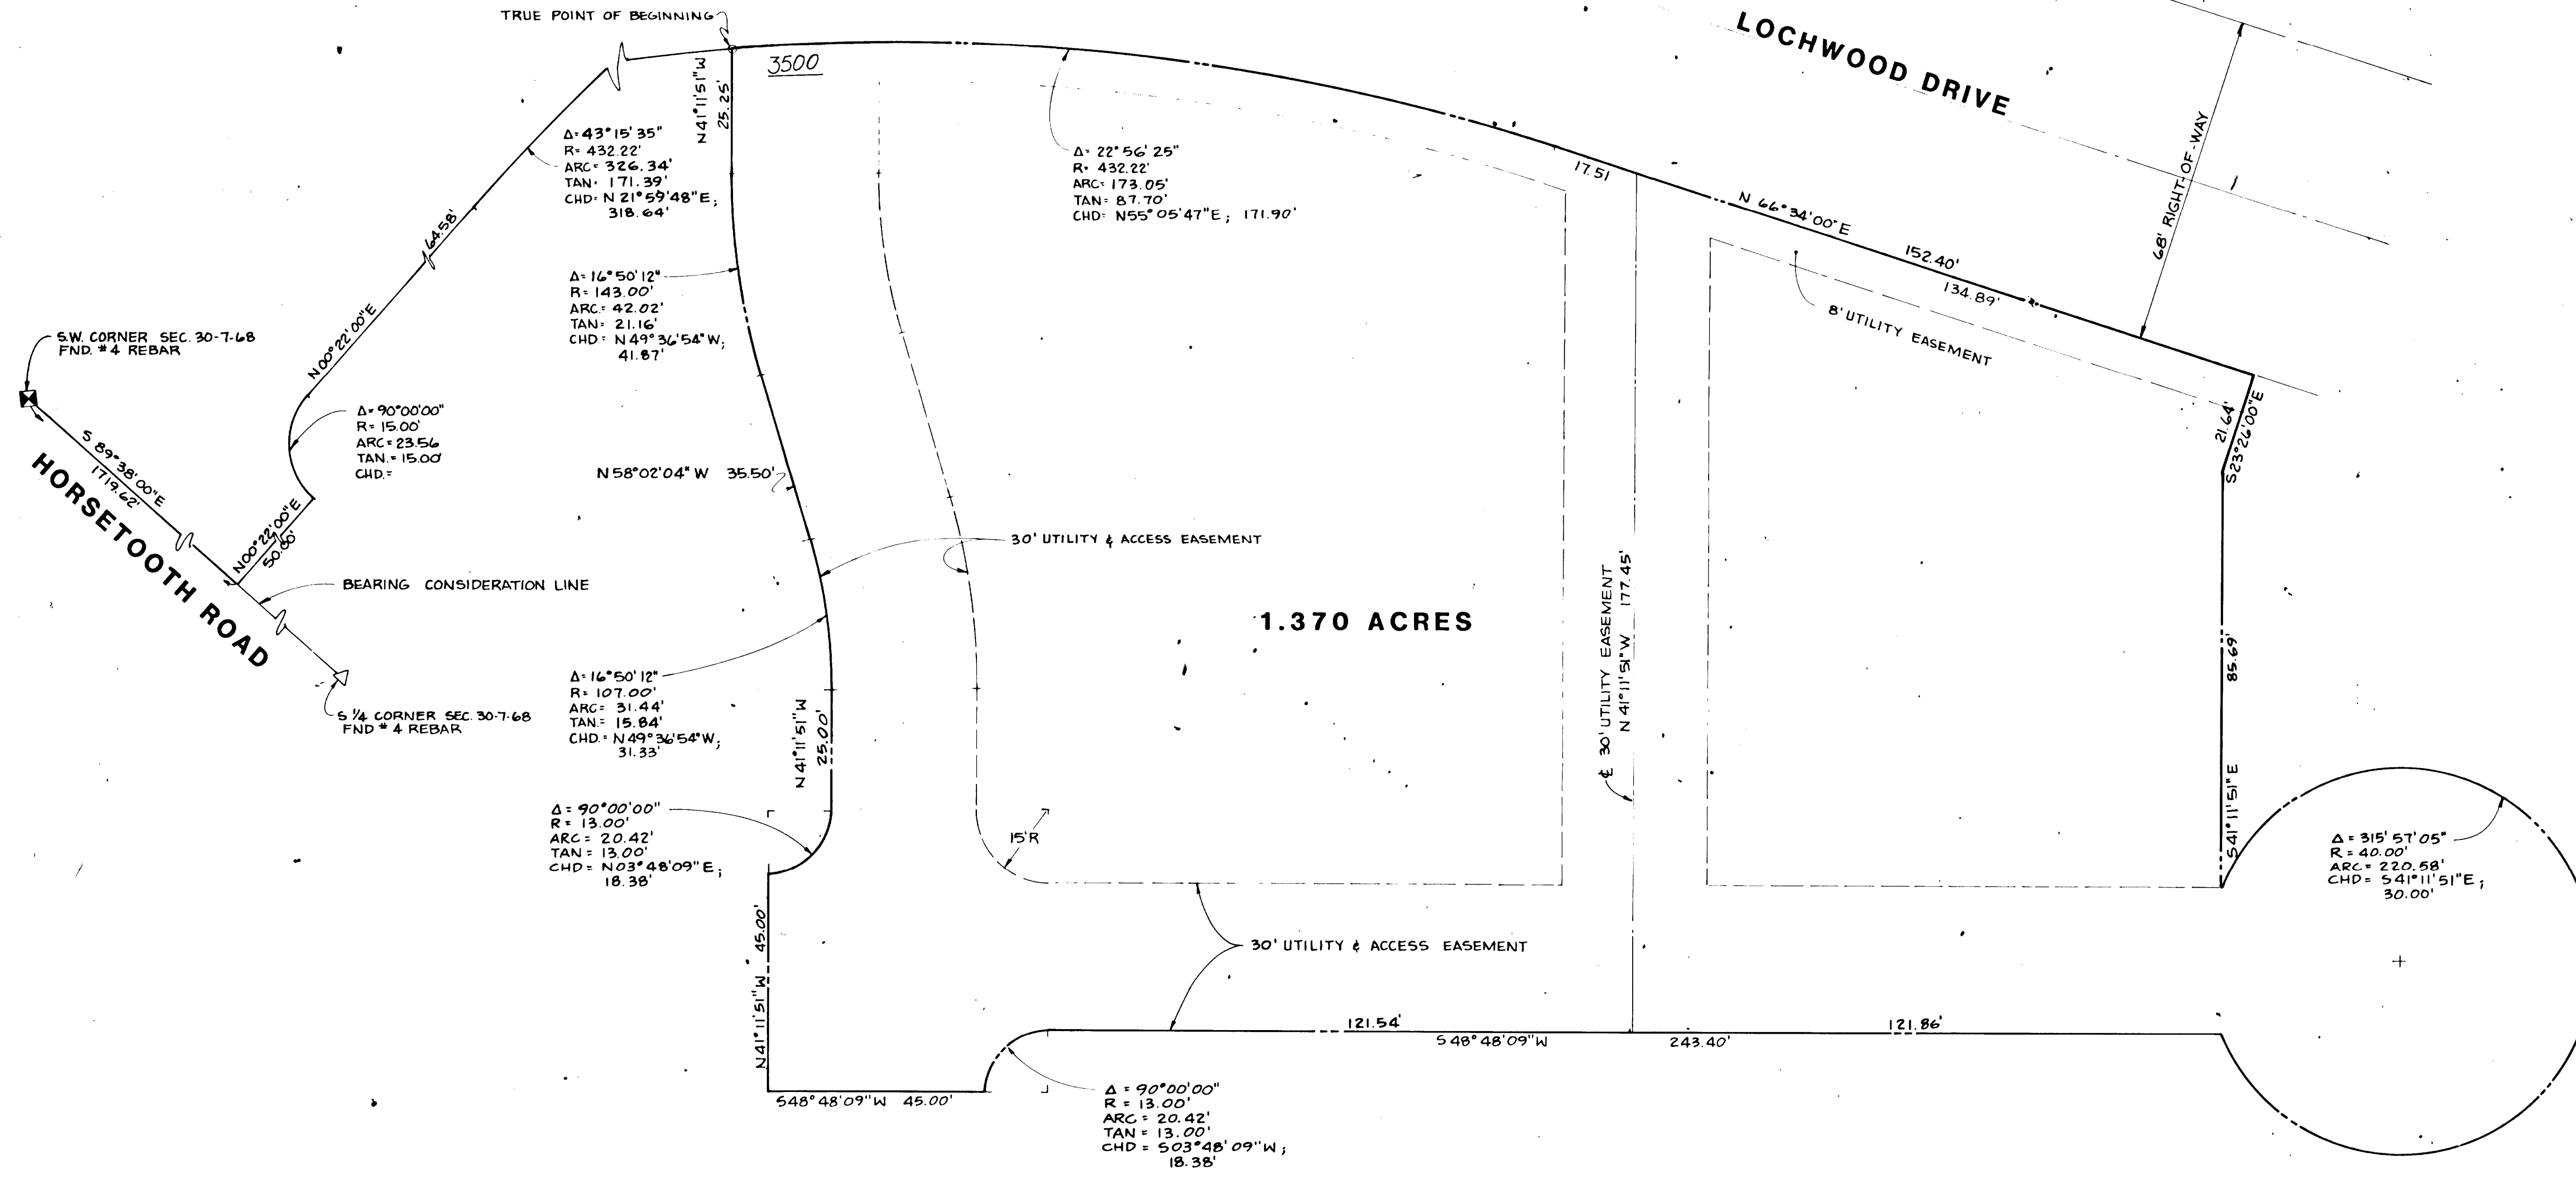 TRUE POINT OF BEGINNING
3500
N41°11'51"W
25.25'
LOCHWOOD DRIVE
68' RIGHT-OF-WAY
Δ=43°15'35"
R= 432.22'
ARC= 326.34'
TAN= 171.39'
CHD= N 21°59'48"E;
318.64'
Δ= 22°56'25"
R= 432.22'
ARC= 173.05'
TAN= 87.70'
CHD= N55°05'47"E; 171.90'
17.51
N 66°34'00"E
152.40'
134.89'
8' UTILITY EASEMENT
21.64'
S23°26'00"E
64.58'
N00°22'00"E
Δ=16°50'12"
R= 143.00'
ARC= 42.02'
TAN= 21.16'
CHD= N49°36'54"W;
41.87'
S.W. CORNER SEC. 30-7-68
FND. #4 REBAR
Δ=90°00'00"
R= 15.00'
ARC=23.56
TAN.=15.00'
CHD.=
S 89°38'00"E
1719.62'
HORSETOOTH ROAD
N00°22'00"E
50.00'
N58°02'04"W 35.50'
30' UTILITY & ACCESS EASEMENT
BEARING CONSIDERATION LINE
1.370 ACRES
℄ 30' UTILITY EASEMENT
N 41°11'51"W 177.45'
85.69'
S41°11'51"E
S 1/4 CORNER SEC. 30-7-68
FND #4 REBAR
Δ=16°50'12"
R= 107.00'
ARC= 31.44'
TAN.= 15.84'
CHD.= N49°36'54"W;
31.33'
N41°11'51"W
25.00'
Δ= 90°00'00"
R= 13.00'
ARC= 20.42'
TAN= 13.00'
CHD= N03°48'09"E;
18.38'
15'R
Δ= 315°57'05"
R= 40.00'
ARC= 220.58'
CHD= S41°11'51"E;
30.00'
N41°11'51"W 45.00'
30' UTILITY & ACCESS EASEMENT
121.54'
S48°48'09"W
243.40'
121.86'
S48°48'09"W 45.00'
Δ = 90°00'00"
R = 13.00'
ARC = 20.42'
TAN = 13.00'
CHD = S03°48'09"W;
18.38'